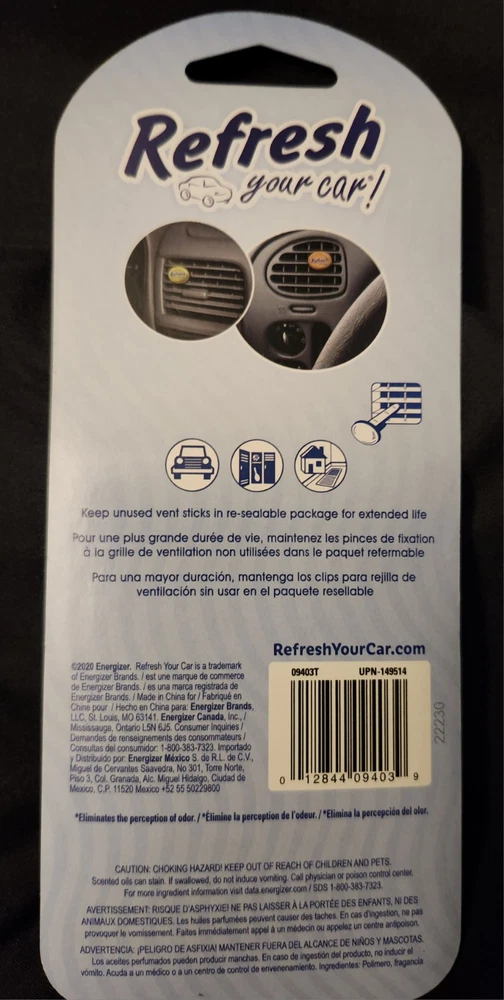 Refresh
your car!
Keep unused vent sticks in re-sealable package for extended life
Pour une plus grande durée de vie, maintenez les pinces de fixation
à la grille de ventilation non utilisées dans le paquet refermable
Para una mayor duración, mantenga los clips para rejilla de
ventilación sin usar en el paquete resellable
RefreshYourCar.com
©2020 Energizer. Refresh Your Car is a trademark
of Energizer Brands. / est une marque de commerce
de Energizer Brands. / es una marca registrada de
Energizer Brands. / Made in China for / Fabriqué en
Chine pour / Hecho en China para: Energizer Brands,
LLC, St. Louis, MO 63141. Energizer Canada, Inc., /
Mississauga, Ontario L5N 6J5. Consumer Inquiries /
Demandes de renseignements des consommateurs /
Consultas del consumidor: 1-800-383-7323. Importado
y Distribuido por: Energizer México S. de R.L. de C.V.,
Miguel de Cervantes Saavedra, No 301, Torre Norte,
Piso 3, Col. Granada, Alc. Miguel Hidalgo, Ciudad de
México, C.P. 11520 Mexico +52 55 50229800
09403T UPN-149514
0 12844 09403 9
22230
*Eliminates the perception of odor. / *Élimine la perception de l'odeur. / *Elimina la percepción del olor.
CAUTION: CHOKING HAZARD! KEEP OUT OF REACH OF CHILDREN AND PETS.
Scented oils can stain. If swallowed, do not induce vomiting. Call physician or poison control center.
For more ingredient information visit data.energizer.com / SDS 1-800-383-7323.
AVERTISSEMENT: RISQUE D'ASPHYXIE! NE PAS LAISSER À LA PORTÉE DES ENFANTS, NI DES
ANIMAUX DOMESTIQUES. Les huiles parfumées peuvent causer des taches. En cas d'ingestion, ne pas
provoquer le vomissement. Faites immédiatement appel à un médecin ou appelez un centre antipoison.
ADVERTENCIA: ¡PELIGRO DE ASFIXIA! MANTENER FUERA DEL ALCANCE DE NIÑOS Y MASCOTAS.
Los aceites perfumados pueden producir manchas. En caso de ingestión del producto, no inducir el
vómito. Acuda a un médico o a un centro de control de envenenamiento. Ingredientes: Polímero, fragancia